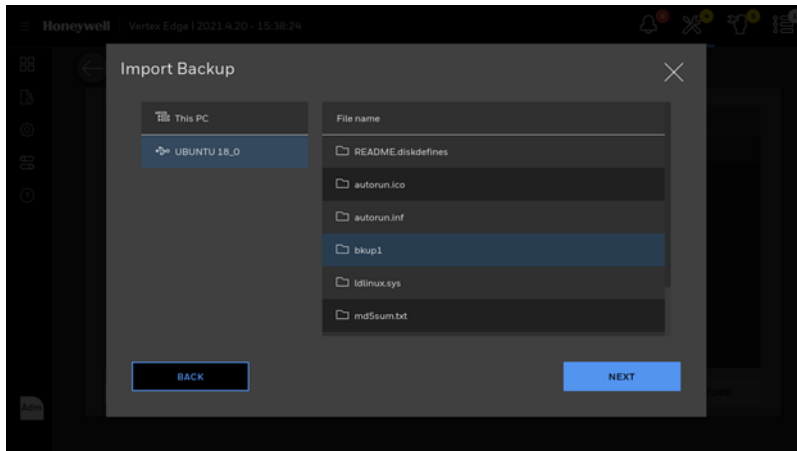 Honeywell Vertex Edge | 2021.4.20 - 15:38:24
Import Backup
This PC
UBUNTU 18_0
File name
README.diskdefines
autorun.ico
autorun.inf
bkup1
ldlinux.sys
md5sum.txt
BACK
NEXT
Adm